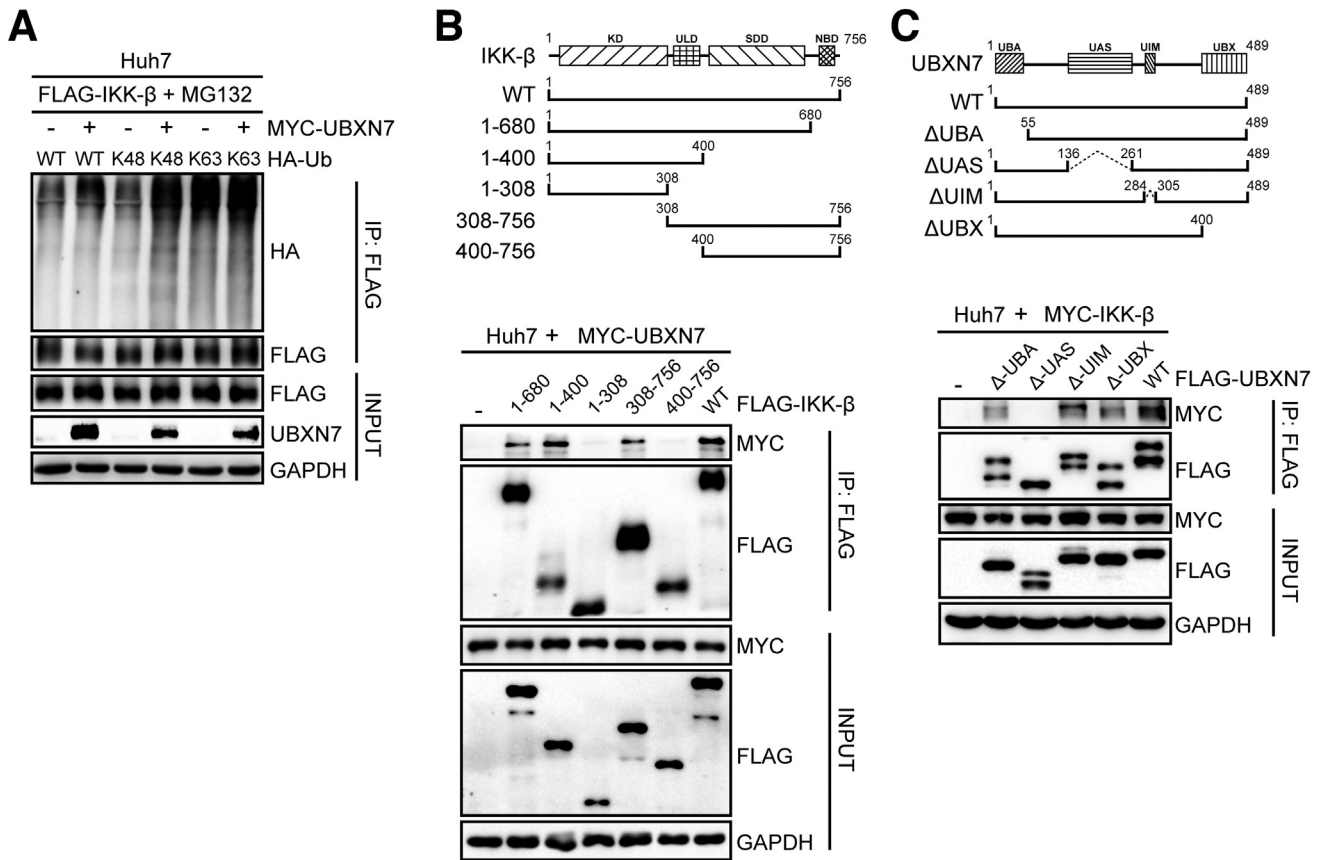 A
Huh7
FLAG-IKK-β + MG132
- + - + - + MYC-UBXN7
WT WT K48 K48 K63 K63 HA-Ub
HA
FLAG
IP: FLAG
FLAG
UBXN7
GAPDH
INPUT
B
1 KD ULD SDD NBD 756
IKK-β
WT 1 756
1-680 1 680
1-400 1 400
1-308 1 308
308-756 308 756
400-756 400 756
Huh7 + MYC-UBXN7
- 1-680 1-400 1-308 308-756 400-756 WT FLAG-IKK-β
MYC
FLAG
IP: FLAG
MYC
FLAG
GAPDH
INPUT
C
1 UBA UAS UIM UBX 489
UBXN7
WT 1 489
ΔUBA 55 489
ΔUAS 1 136 261 489
ΔUIM 1 284 305 489
ΔUBX 1 400
Huh7 + MYC-IKK-β
- Δ-UBA Δ-UAS Δ-UIM Δ-UBX WT FLAG-UBXN7
MYC
FLAG
IP: FLAG
MYC
FLAG
GAPDH
INPUT